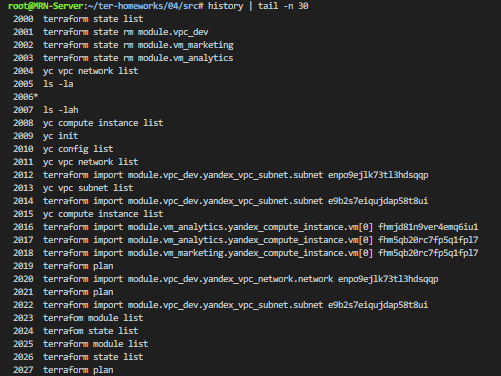 root@MRN-Server:~/ter-homeworks/04/src# history | tail -n 30
2000  terraform state list
2001  terraform state rm module.vpc_dev
2002  terraform state rm module.vm_marketing
2003  terraform state rm module.vm_analytics
2004  yc vpc network list
2005  ls -la
2006*
2007  ls -lah
2008  yc compute instance list
2009  yc init
2010  yc config list
2011  yc vpc network list
2012  terraform import module.vpc_dev.yandex_vpc_subnet.subnet enpo9ejlk73tl3hdsqqp
2013  yc vpc subnet list
2014  terraform import module.vpc_dev.yandex_vpc_subnet.subnet e9b2s7eiqujdap58t8ui
2015  yc compute instance list
2016  terraform import module.vm_analytics.yandex_compute_instance.vm[0] fhmjd81n9ver4emq6iu1
2017  terraform import module.vm_analytics.yandex_compute_instance.vm[0] fhm5qb20rc7fp5q1fpl7
2018  terraform import module.vm_marketing.yandex_compute_instance.vm[0] fhm5qb20rc7fp5q1fpl7
2019  terraform plan
2020  terraform import module.vpc_dev.yandex_vpc_network.network enpo9ejlk73tl3hdsqqp
2021  terraform plan
2022  terraform import module.vpc_dev.yandex_vpc_subnet.subnet e9b2s7eiqujdap58t8ui
2023  terrafom module list
2024  terrafom state list
2025  terraform module list
2026  terraform state list
2027  terraform plan